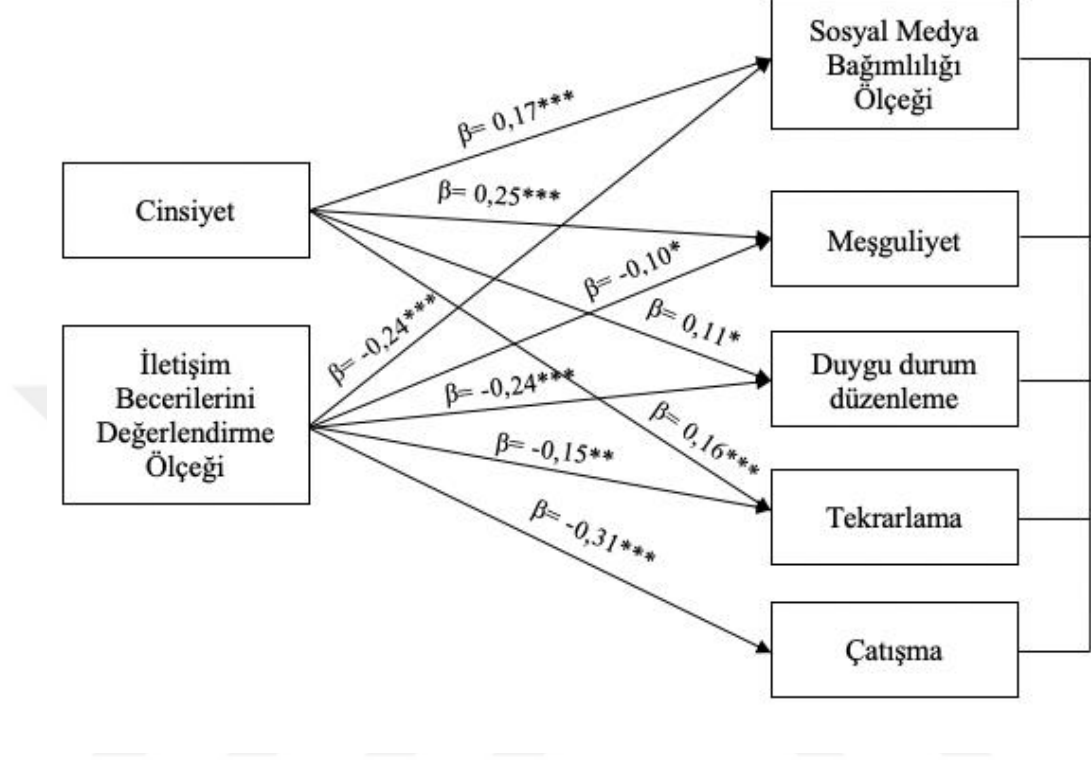 Sosyal Medya
Bağımlılığı
Ölçeği
β= 0,17***
Cinsiyet
β= 0,25***
Meşguliyet
β= -0,10*
β= 0,11*
β= -0,24***
İletişim
Becerilerini
Değerlendirme
Ölçeği
Duygu durum
düzenleme
β= -0,24***
β= 0,16***
β= -0,15**
Tekrarlama
β= -0,31***
Çatışma